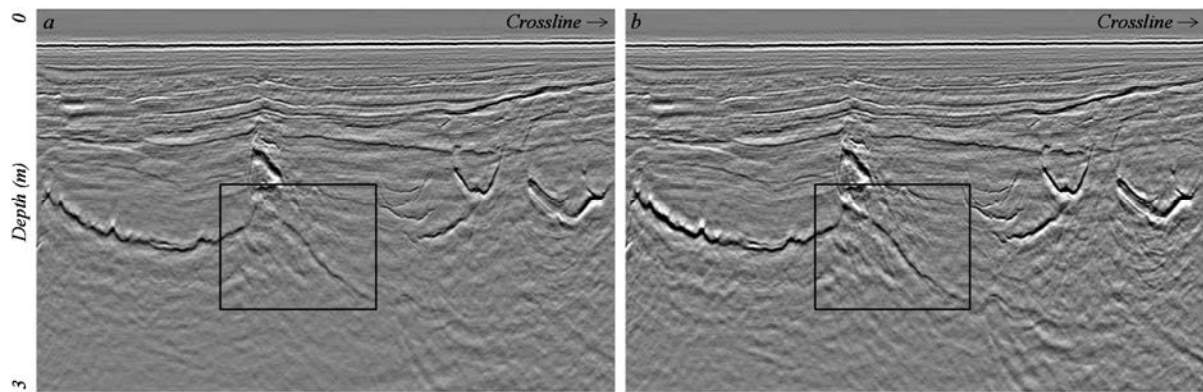 0
a
Crossline →
b
Crossline →
Depth (m)
3